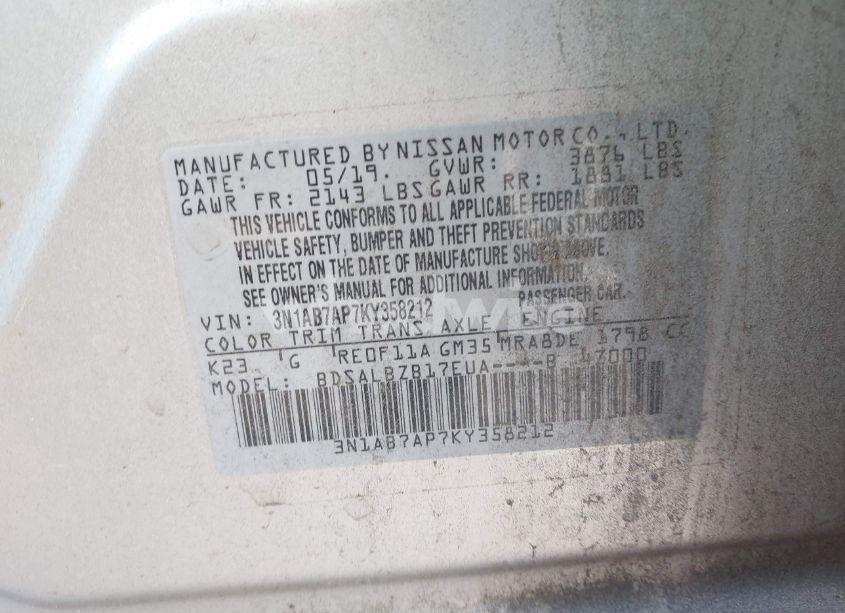 MANUFACTURED BY NISSAN MOTOR CO., LTD.
DATE: 05/19. GVWR: 3876 LBS
GAWR FR: 2143 LBS GAWR RR: 1831 LBS
THIS VEHICLE CONFORMS TO ALL APPLICABLE FEDERAL MOTOR
VEHICLE SAFETY, BUMPER AND THEFT PREVENTION STANDARDS
IN EFFECT ON THE DATE OF MANUFACTURE SHOWN ABOVE.
SEE OWNER'S MANUAL FOR ADDITIONAL INFORMATION.
VIN: 3N1AB7AP7KY358212 PASSENGER CAR.
COLOR TRIM TRANS AXLE ENGINE
K23 G RE0F11A GM35 MRA8DE 1798 CC
MODEL: BDSALBZB17EUA----B 17000
3N1AB7AP7KY358212